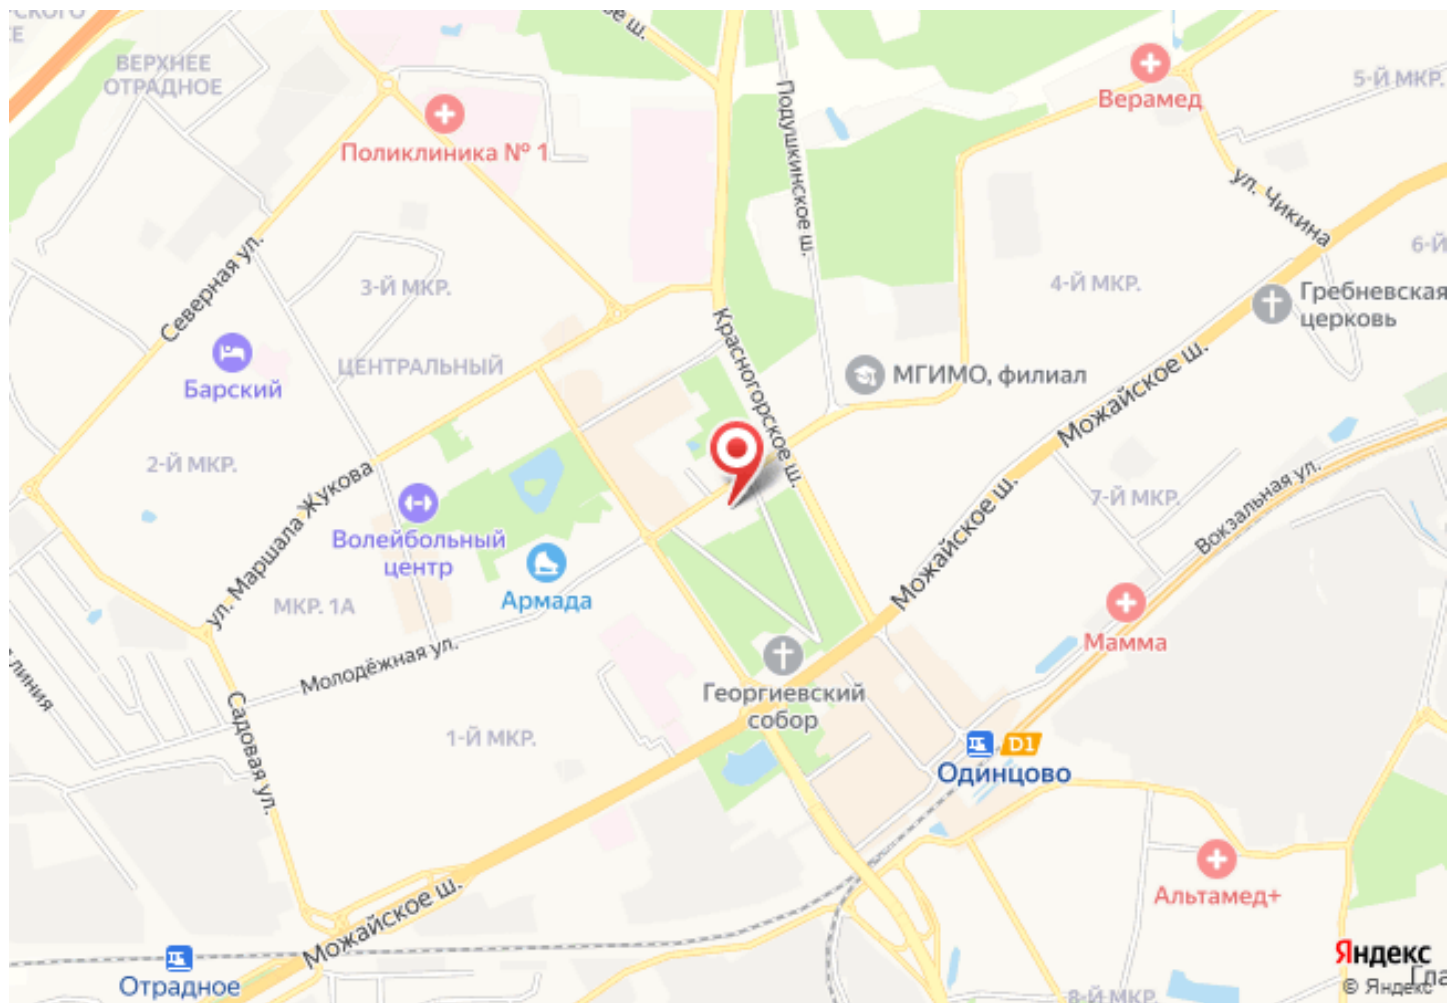 ВЕРХНЕЕ
ОТРАДНОЕ
е ш.
Верамед
5-Й МКР.
Поликлиника № 1
Подушкинское ш.
ул. Чикина
6-Й
Северная ул.
3-Й МКР.
4-Й МКР.
Гребневская
церковь
Красногорское ш.
ЦЕНТРАЛЬНЫЙ
Барский
МГИМО, филиал
Можайское ш.
2-Й МКР.
ул. Маршала Жукова
Волейбольный
центр
7-Й МКР.
Вокзальная ул.
Можайское ш.
Армада
МКР. 1А
Мамма
линия
Молодёжная ул.
Георгиевский
собор
Садовая ул.
1-Й МКР.
D1
Одинцово
Альтамед+
Можайское ш.
Отрадное
Яндекс
© Яндекс
Гла
8-Й МКР.